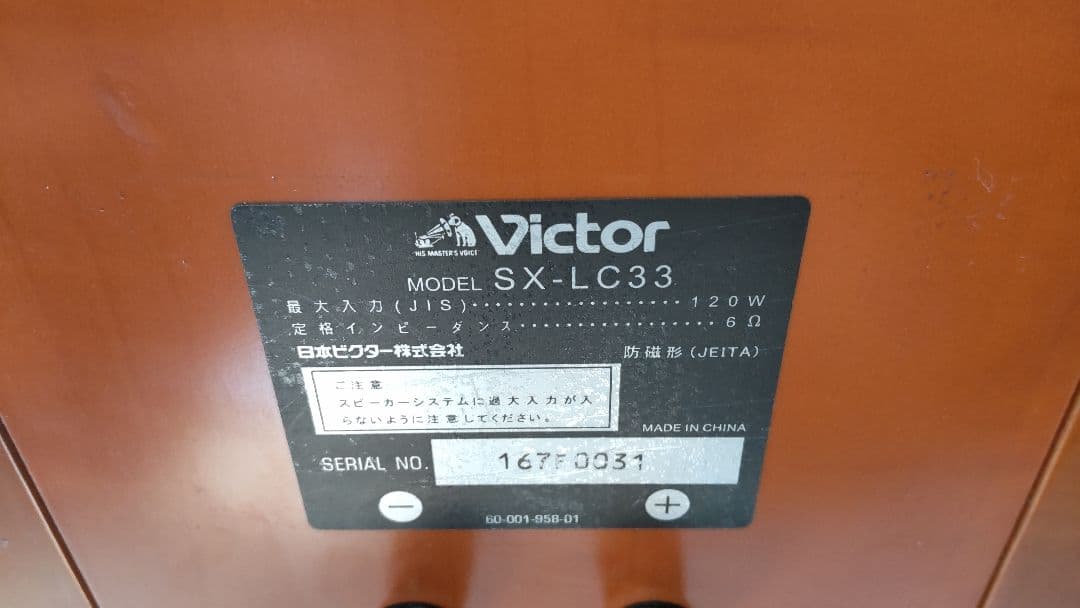 HIS MASTER'S VOICE
Victor
MODEL SX-LC33
最大入力(JIS)····················120W
定格インピーダンス·················6Ω
日本ビクター株式会社 防磁形(JEITA)
ご注意
スピーカーシステムに過大入力が入
らないように注意してください。
MADE IN CHINA
SERIAL NO. 167F0031
− +
60-001-958-01